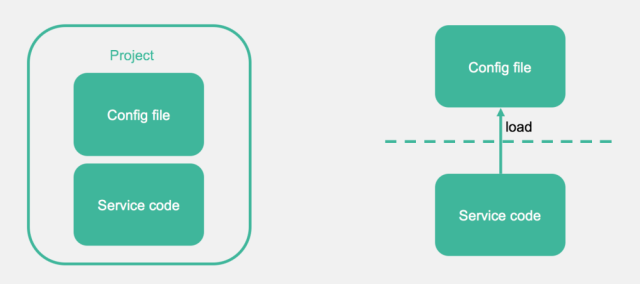 Project
Config file
Service code
Config file
load
Service code